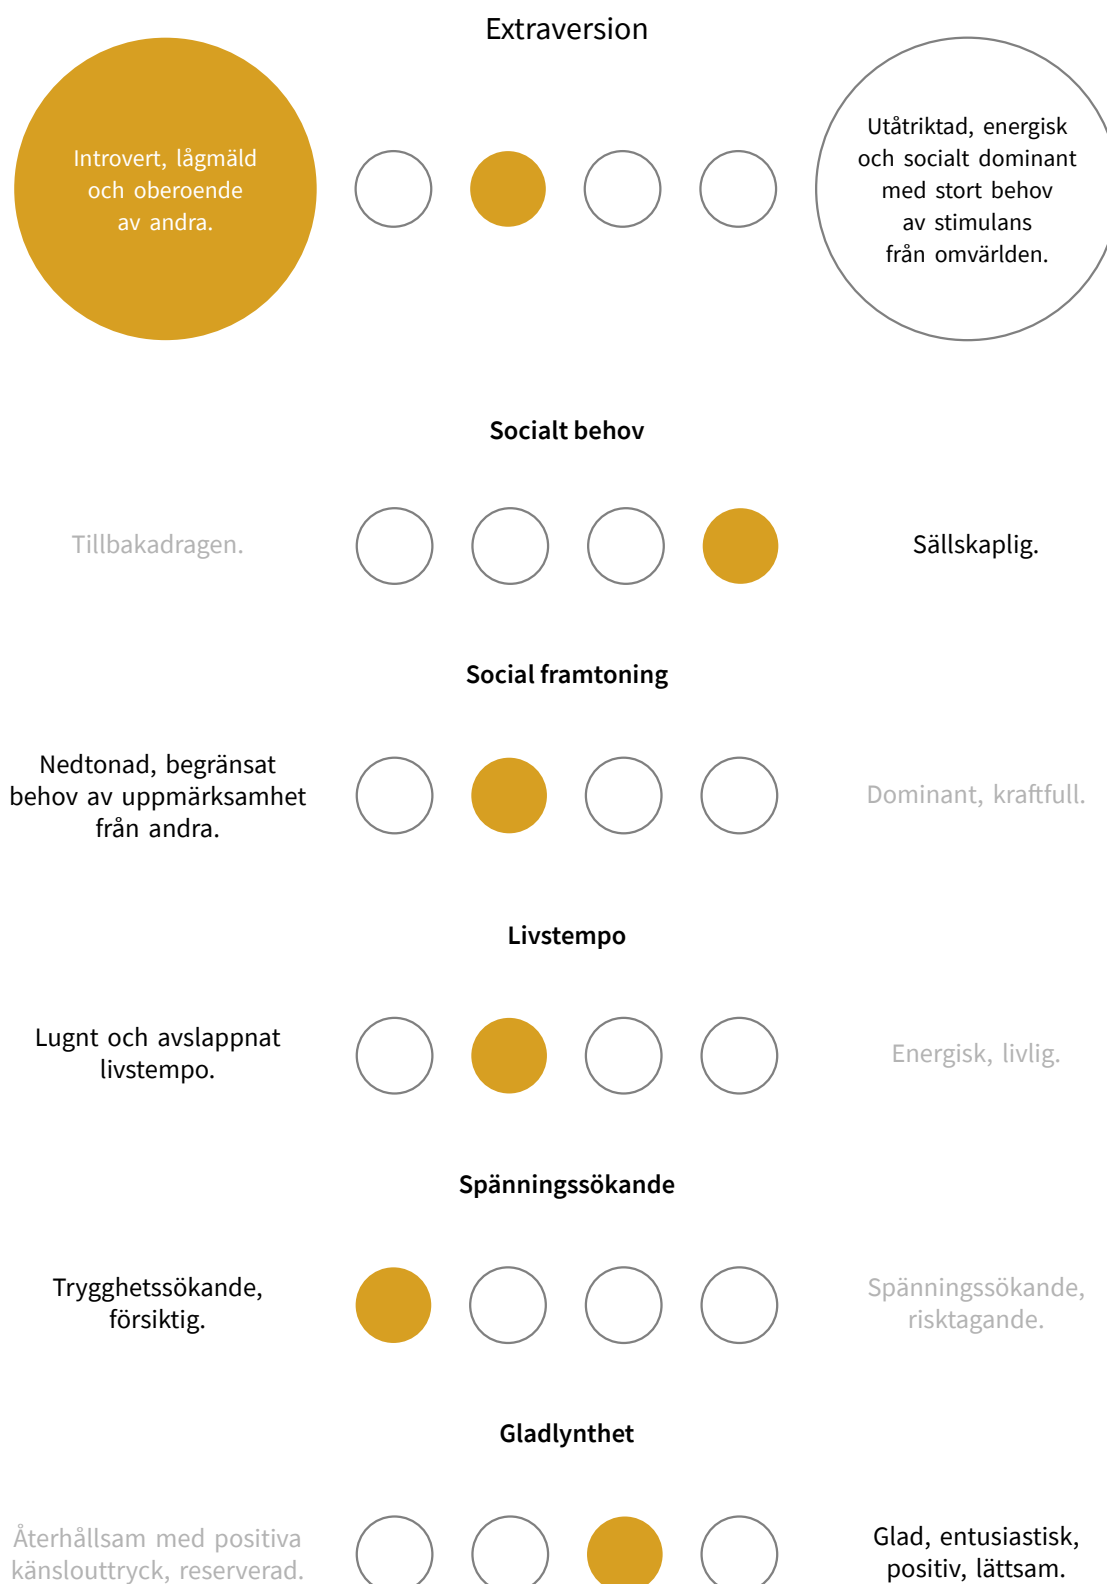 Extraversion
Introvert, lågmäld
och oberoende
av andra.
Utåtriktad, energisk
och socialt dominant
med stort behov
av stimulans
från omvärlden.
Socialt behov
Tillbakadragen.
Sällskaplig.
Social framtoning
Nedtonad, begränsat
behov av uppmärksamhet
från andra.
Dominant, kraftfull.
Livstempo
Lugnt och avslappnat
livstempo.
Energisk, livlig.
Spänningssökande
Trygghetssökande,
försiktig.
Spänningssökande,
risktagande.
Gladlynthet
Återhållsam med positiva
känslouttryck, reserverad.
Glad, entusiastisk,
positiv, lättsam.